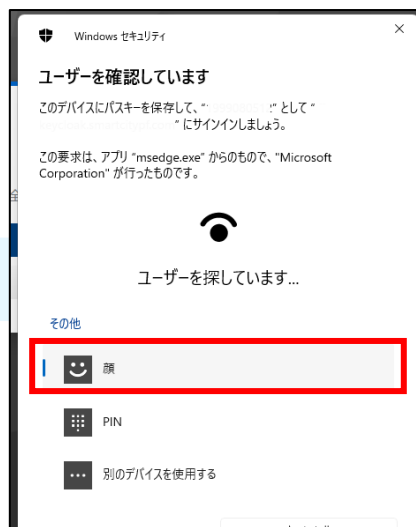 Windows セキュリティ
ユーザーを確認しています
このデバイスにパスキーを保存して、" " として "
" にサインインしましょう。
この要求は、アプリ "msedge.exe" からのもので、"Microsoft
Corporation" が行ったものです。
ユーザーを探しています...
その他
顔
PIN
別のデバイスを使用する